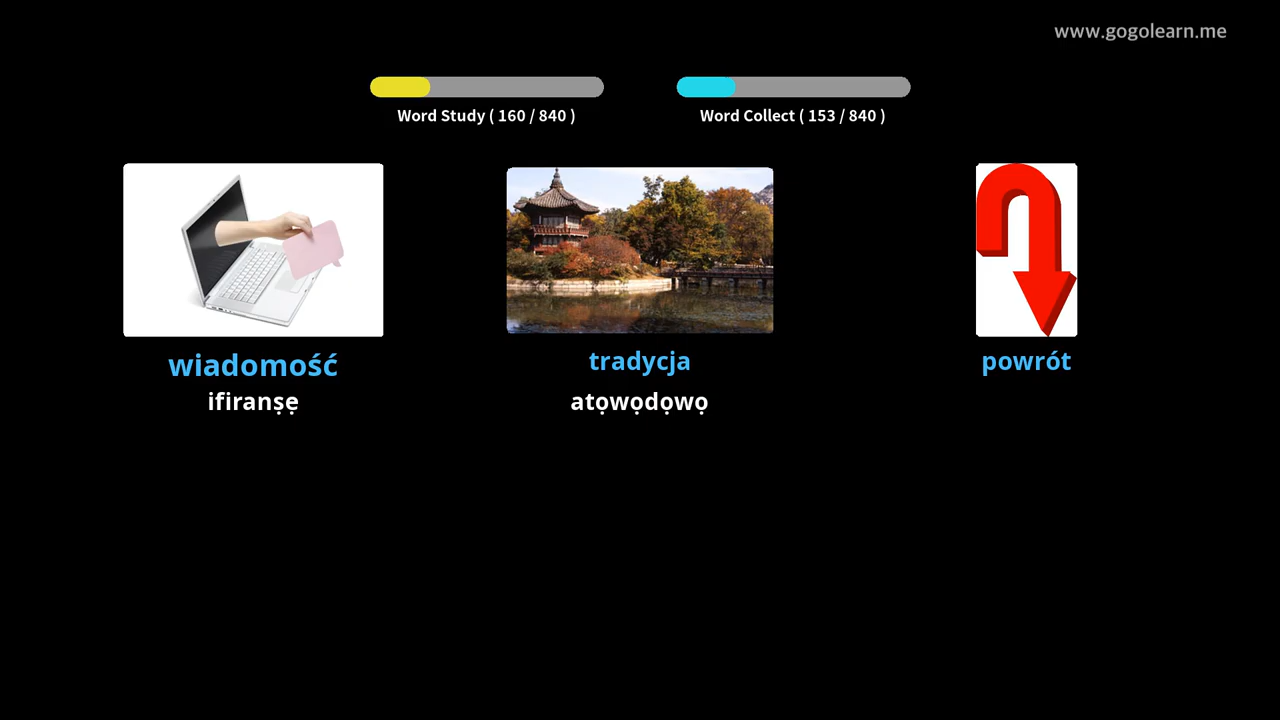 www.gogolearn.me
Word Study ( 160 / 840 )
Word Collect ( 153 / 840 )
wiadomość
tradycja
powrót
ifiranṣẹ
atọwọdọwọ